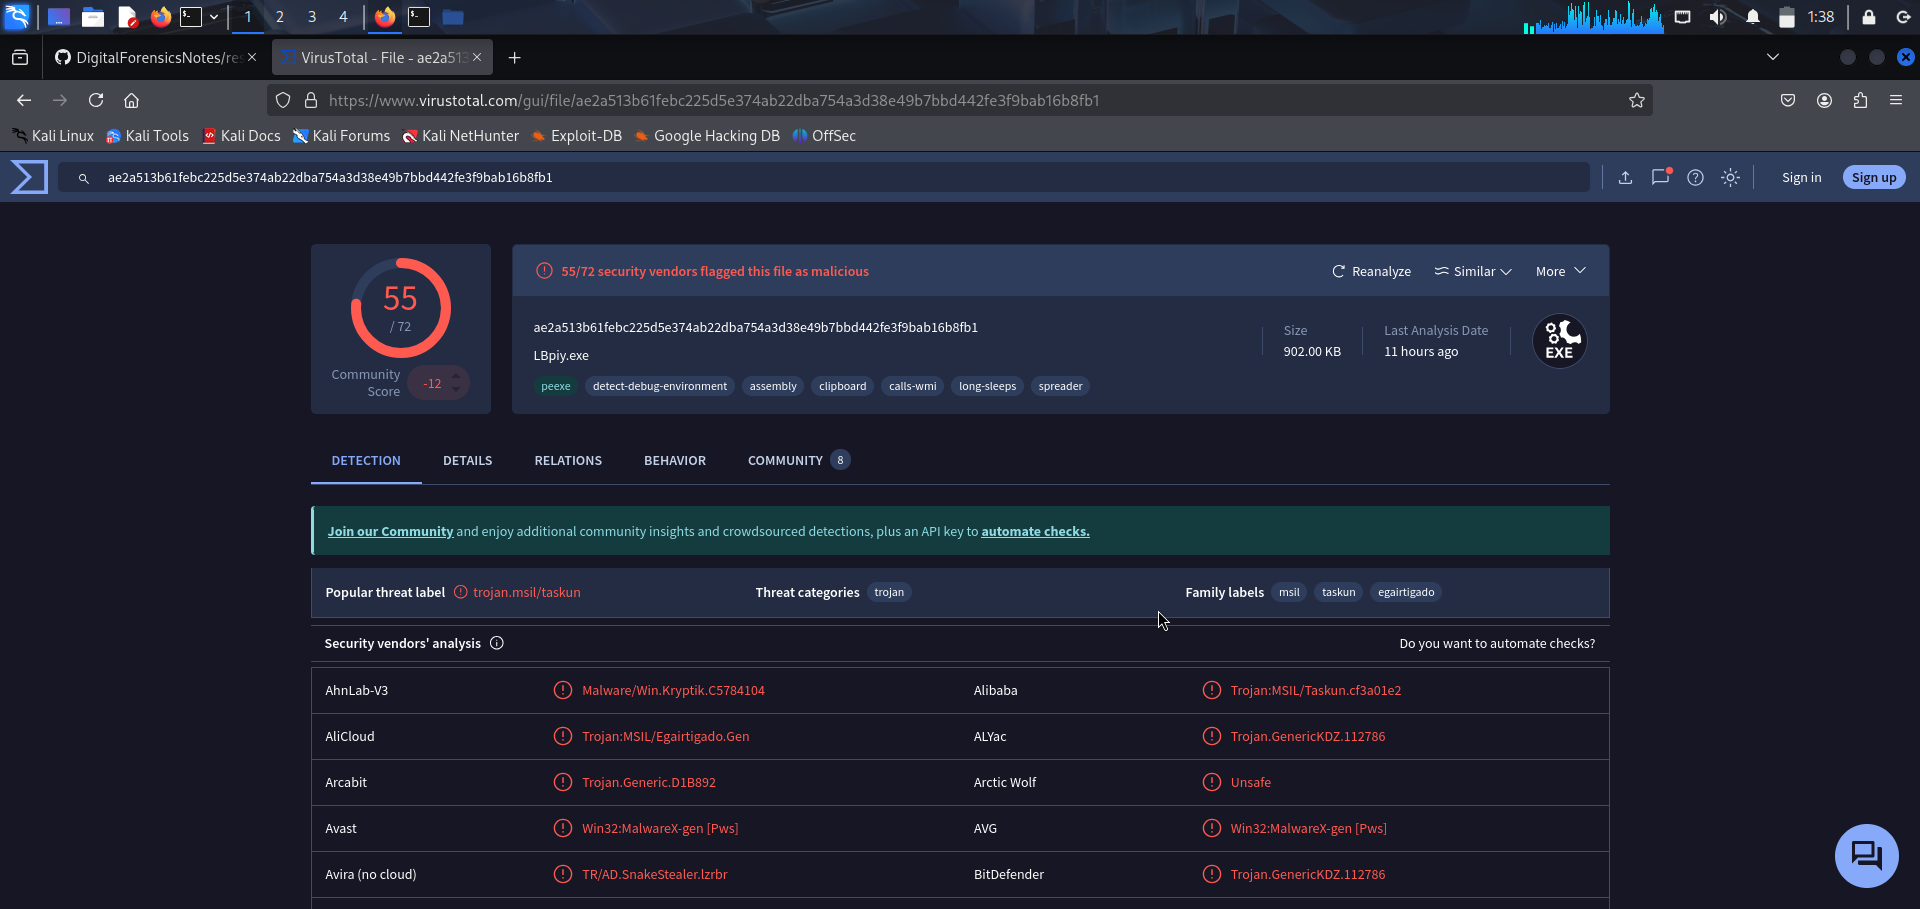 1 2 3 4 1:38
DigitalForensicsNotes/res
VirusTotal - File - ae2a513
https://www.virustotal.com/gui/file/ae2a513b61febc225d5e374ab22dba754a3d38e49b7bbd442fe3f9bab16b8fb1
Kali Linux Kali Tools Kali Docs Kali Forums Kali NetHunter Exploit-DB Google Hacking DB OffSec
ae2a513b61febc225d5e374ab22dba754a3d38e49b7bbd442fe3f9bab16b8fb1 Sign in Sign up
55
/ 72
Community
Score
-12
55/72 security vendors flagged this file as malicious Reanalyze Similar More
ae2a513b61febc225d5e374ab22dba754a3d38e49b7bbd442fe3f9bab16b8fb1
LBpiy.exe
Size
902.00 KB
Last Analysis Date
11 hours ago
EXE
peexe detect-debug-environment assembly clipboard calls-wmi long-sleeps spreader
DETECTION DETAILS RELATIONS BEHAVIOR COMMUNITY 8
Join our Community and enjoy additional community insights and crowdsourced detections, plus an API key to automate checks.
Popular threat label trojan.msil/taskun Threat categories trojan Family labels msil taskun egairtigado
Security vendors' analysis Do you want to automate checks?
AhnLab-V3 Malware/Win.Kryptik.C5784104 Alibaba Trojan:MSIL/Taskun.cf3a01e2
AliCloud Trojan:MSIL/Egairtigado.Gen ALYac Trojan.GenericKDZ.112786
Arcabit Trojan.Generic.D1B892 Arctic Wolf Unsafe
Avast Win32:MalwareX-gen [Pws] AVG Win32:MalwareX-gen [Pws]
Avira (no cloud) TR/AD.SnakeStealer.lzrbr BitDefender Trojan.GenericKDZ.112786